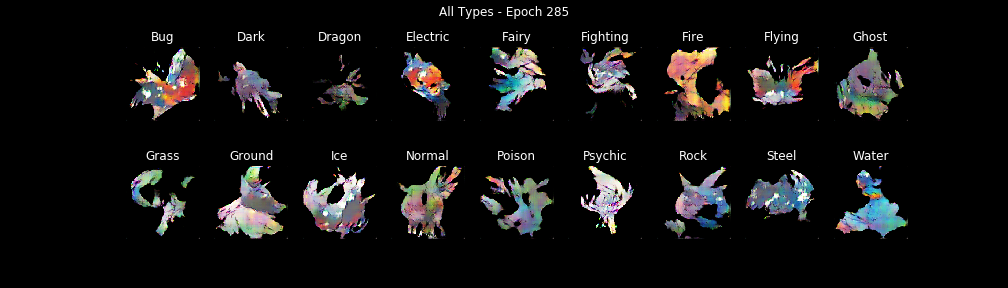 All Types - Epoch 285
Bug Dark Dragon Electric Fairy Fighting Fire Flying Ghost
Grass Ground Ice Normal Poison Psychic Rock Steel Water